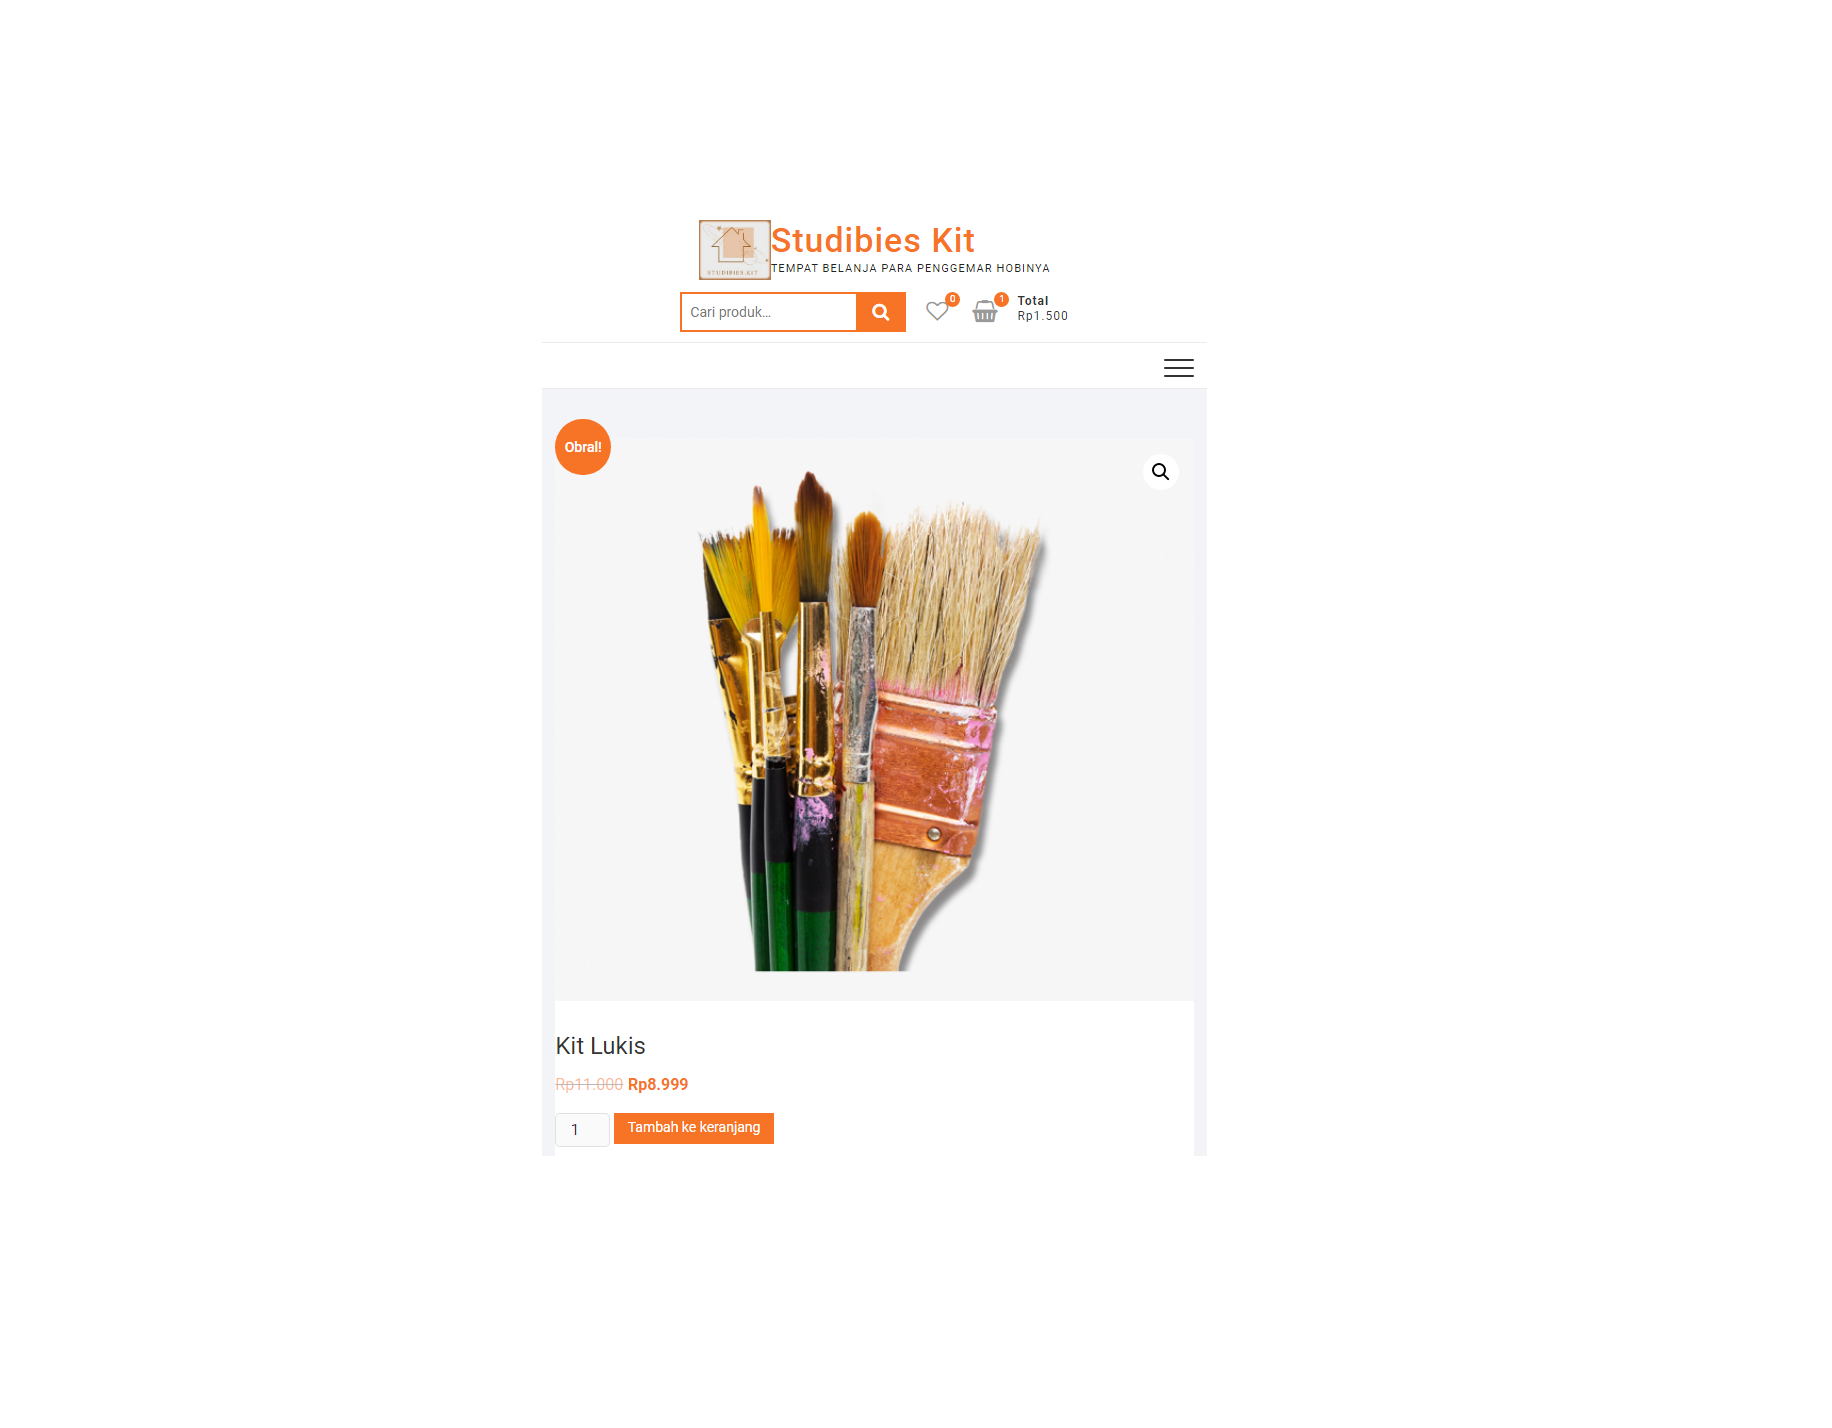 STUDIBIES KIT
Studibies Kit
TEMPAT BELANJA PARA PENGGEMAR HOBINYA
Cari produk...
0
1
Total
Rp1.500
Obral!
Kit Lukis
Rp11.000 Rp8.999
1 Tambah ke keranjang